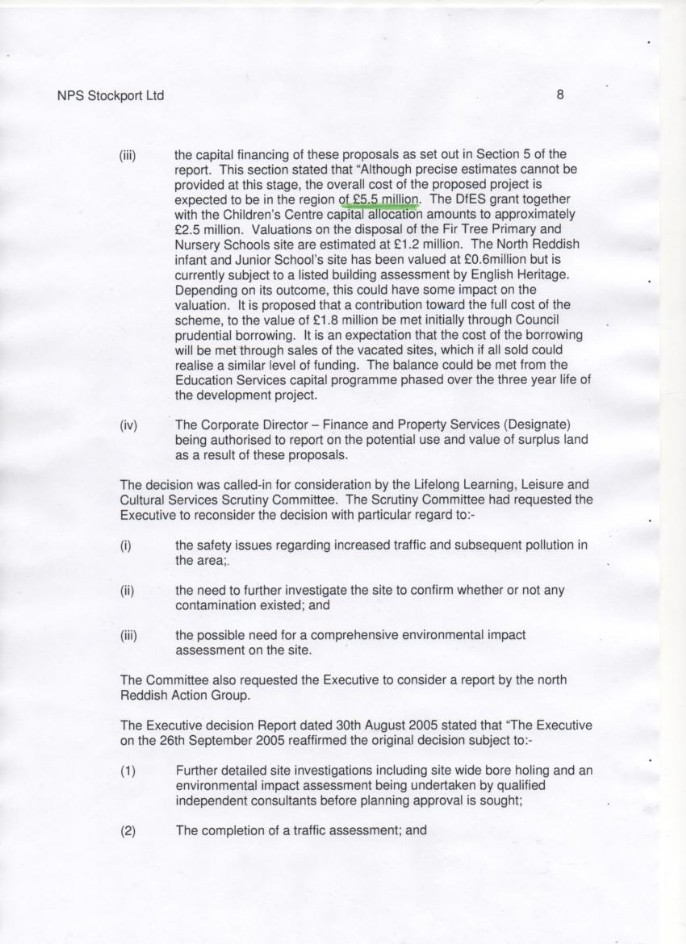 NPS Stockport Ltd 8
(iii) the capital financing of these proposals as set out in Section 5 of the
report. This section stated that "Although precise estimates cannot be
provided at this stage, the overall cost of the proposed project is
expected to be in the region of £5.5 million. The DfES grant together
with the Children's Centre capital allocation amounts to approximately
£2.5 million. Valuations on the disposal of the Fir Tree Primary and
Nursery Schools site are estimated at £1.2 million. The North Reddish
infant and Junior School's site has been valued at £0.6million but is
currently subject to a listed building assessment by English Heritage.
Depending on its outcome, this could have some impact on the
valuation. It is proposed that a contribution toward the full cost of the
scheme, to the value of £1.8 million be met initially through Council
prudential borrowing. It is an expectation that the cost of the borrowing
will be met through sales of the vacated sites, which if all sold could
realise a similar level of funding. The balance could be met from the
Education Services capital programme phased over the three year life of
the development project.
(iv) The Corporate Director – Finance and Property Services (Designate)
being authorised to report on the potential use and value of surplus land
as a result of these proposals.
The decision was called-in for consideration by the Lifelong Learning, Leisure and
Cultural Services Scrutiny Committee. The Scrutiny Committee had requested the
Executive to reconsider the decision with particular regard to:-
(i) the safety issues regarding increased traffic and subsequent pollution in
the area;.
(ii) the need to further investigate the site to confirm whether or not any
contamination existed; and
(iii) the possible need for a comprehensive environmental impact
assessment on the site.
The Committee also requested the Executive to consider a report by the north
Reddish Action Group.
The Executive decision Report dated 30th August 2005 stated that "The Executive
on the 26th September 2005 reaffirmed the original decision subject to:-
(1) Further detailed site investigations including site wide bore holing and an
environmental impact assessment being undertaken by qualified
independent consultants before planning approval is sought;
(2) The completion of a traffic assessment; and